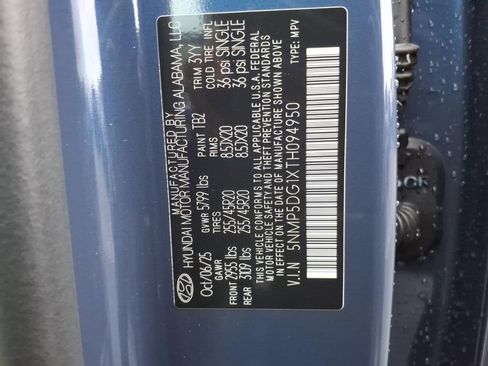 MANUFACTURED BY
HYUNDAI MOTOR MANUFACTURING ALABAMA, LLC
Oct/06/25 GVWR 5799 lbs PAINT TB2 TRIM 3YY
GAWR TIRES RIMS COLD TIRE INF.
FRONT 2955 lbs 255/45R20 8.5JX20 36 psi SINGLE
REAR 3109 lbs 255/45R20 8.5JX20 36 psi SINGLE
THIS VEHICLE CONFORMS TO ALL APPLICABLE U.S.A. FEDERAL
MOTOR VEHICLE SAFETY AND THEFT PREVENTION STANDARDS
IN EFFECT ON THE DATE OF MANUFACTURE SHOWN ABOVE.
V.I.N 5NMP5DG1XTH094950 TYPE: MPV